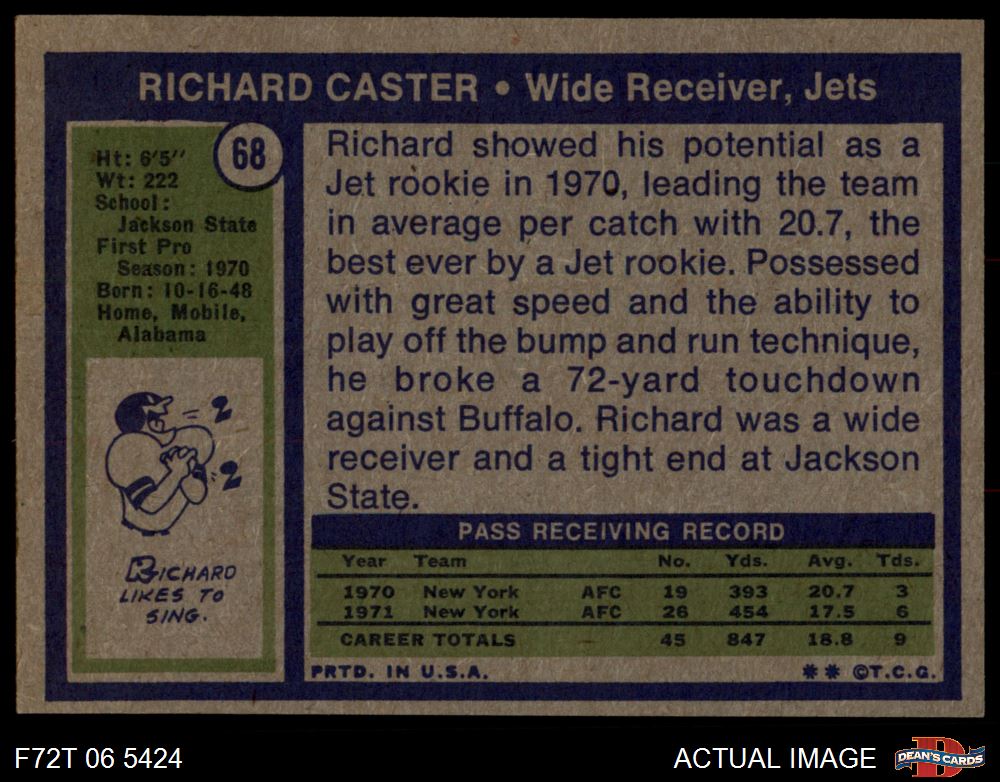 RICHARD CASTER • Wide Receiver, Jets
68
Ht: 6'5''
Wt: 222
School:
Jackson State
First Pro
Season: 1970
Born: 10-16-48
Home, Mobile,
Alabama
2
2
RICHARD
LIKES TO
SING.
Richard showed his potential as a
Jet rookie in 1970, leading the team
in average per catch with 20.7, the
best ever by a Jet rookie. Possessed
with great speed and the ability to
play off the bump and run technique,
he broke a 72-yard touchdown
against Buffalo. Richard was a wide
receiver and a tight end at Jackson
State.
PASS RECEIVING RECORD
Year Team No. Yds. Avg. Tds.
1970 New York AFC 19 393 20.7 3
1971 New York AFC 26 454 17.5 6
CAREER TOTALS 45 847 18.8 9
PRTD. IN U.S.A. ** ©T.C.G.
F72T 06 5424 ACTUAL IMAGE D DEAN'S CARDS